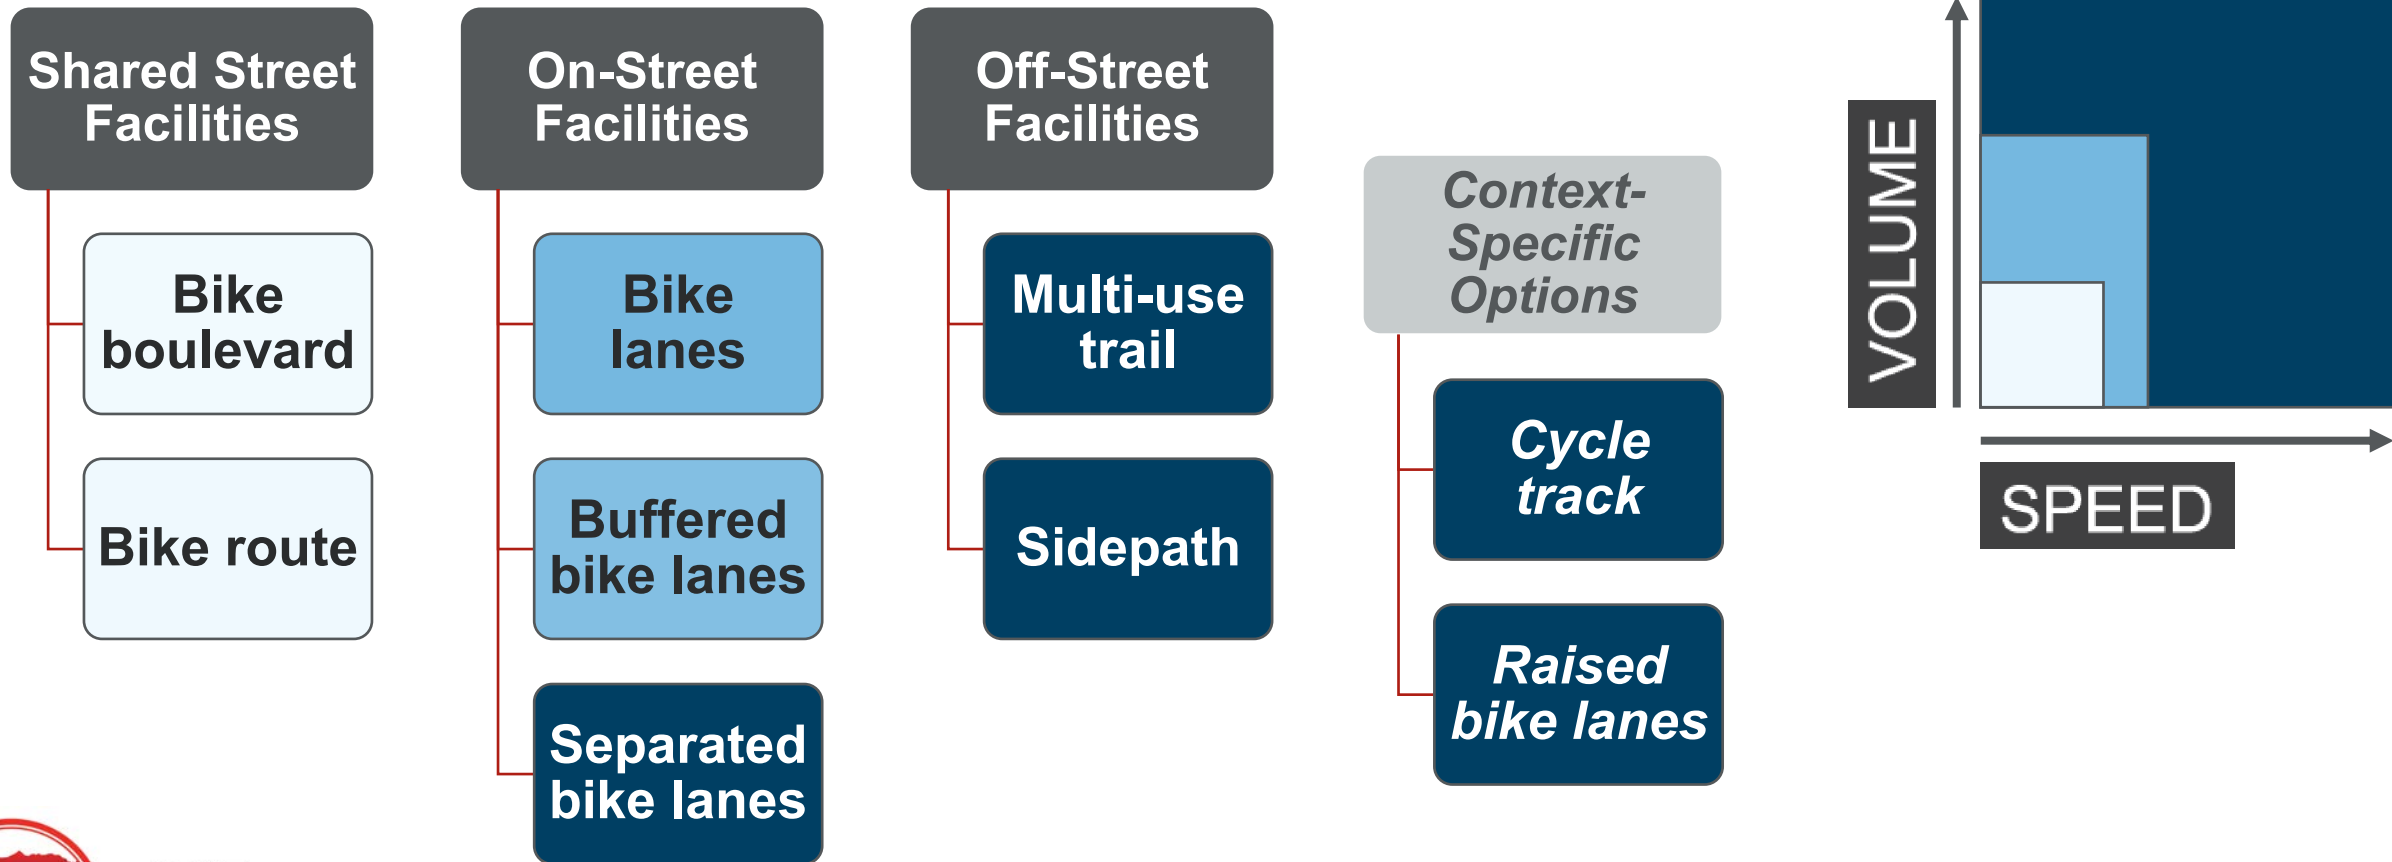 Shared Street
Facilities
Bike
boulevard
Bike route
On-Street
Facilities
Bike
lanes
Buffered
bike lanes
Separated
bike lanes
Off-Street
Facilities
Multi-use
trail
Sidepath
Context-
Specific
Options
Cycle
track
Raised
bike lanes
VOLUME
SPEED